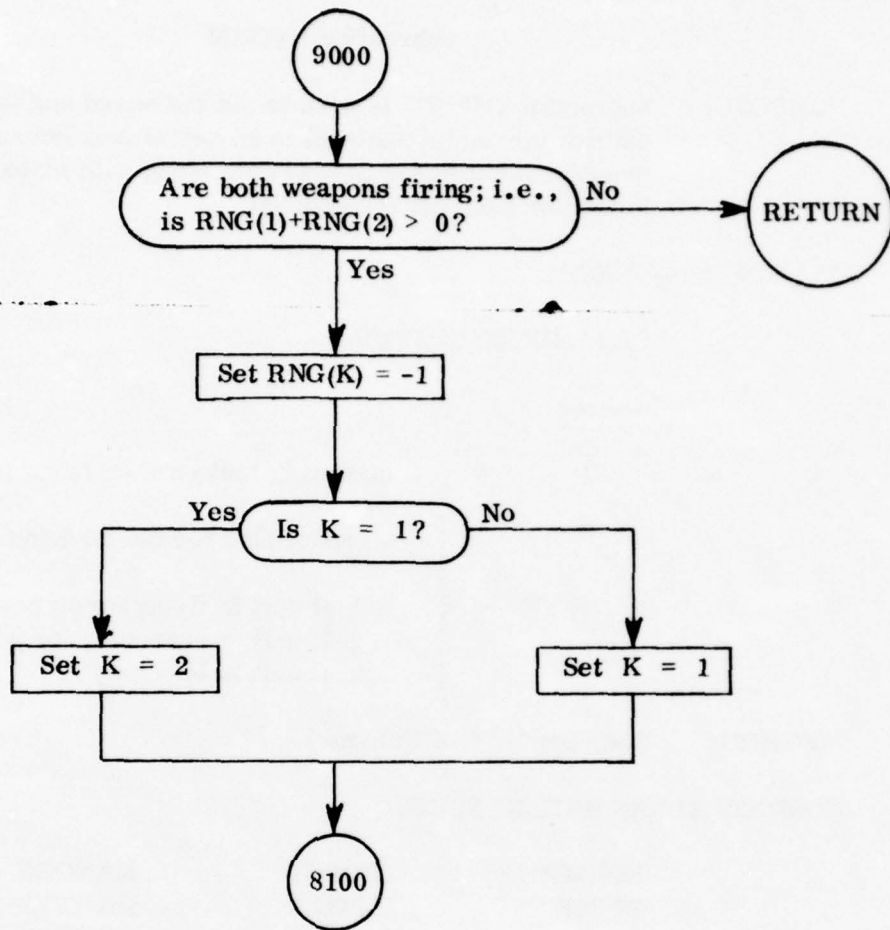 9000
Are both weapons firing; i.e.,
is RNG(1)+RNG(2) > 0?
No
RETURN
Yes
Set RNG(K) = -1
Yes
Is K = 1?
No
Set K = 2
Set K = 1
8100